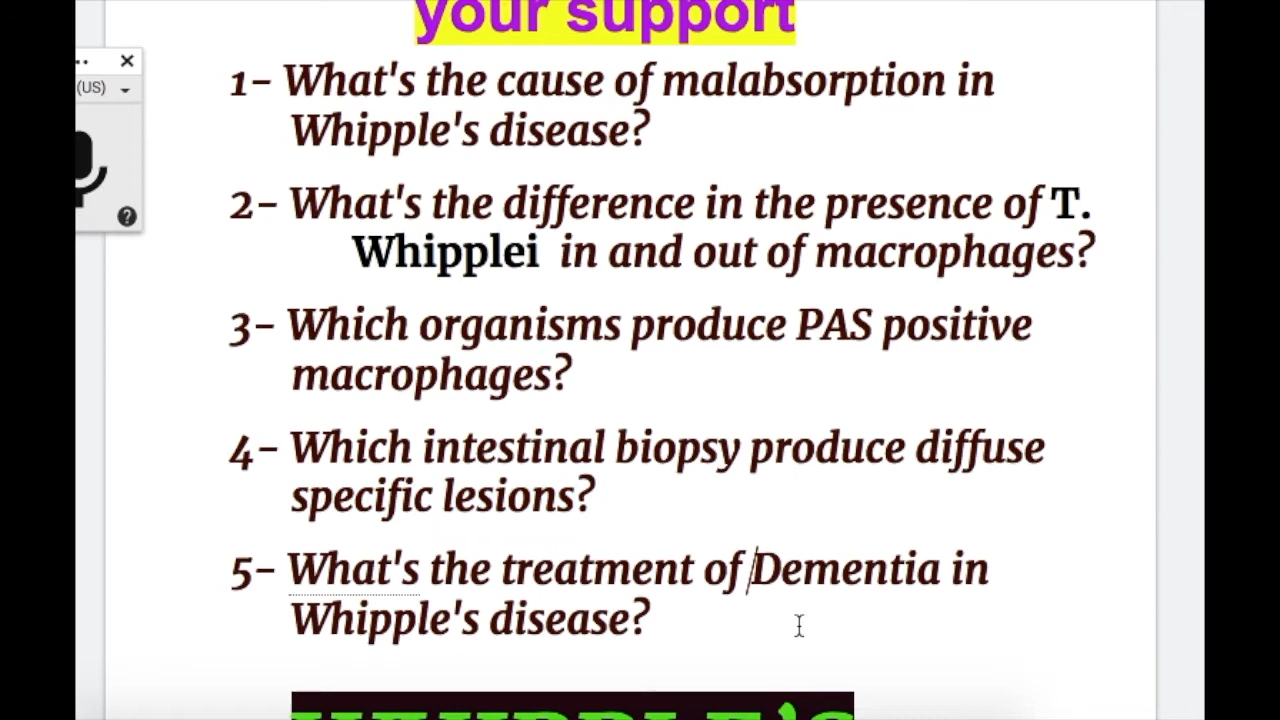 your support
(US)
1- What's the cause of malabsorption in
Whipple's disease?
2- What's the difference in the presence of T.
Whipplei in and out of macrophages?
3- Which organisms produce PAS positive
macrophages?
4- Which intestinal biopsy produce diffuse
specific lesions?
5- What's the treatment of Dementia in
Whipple's disease?
WHIPPLE'S